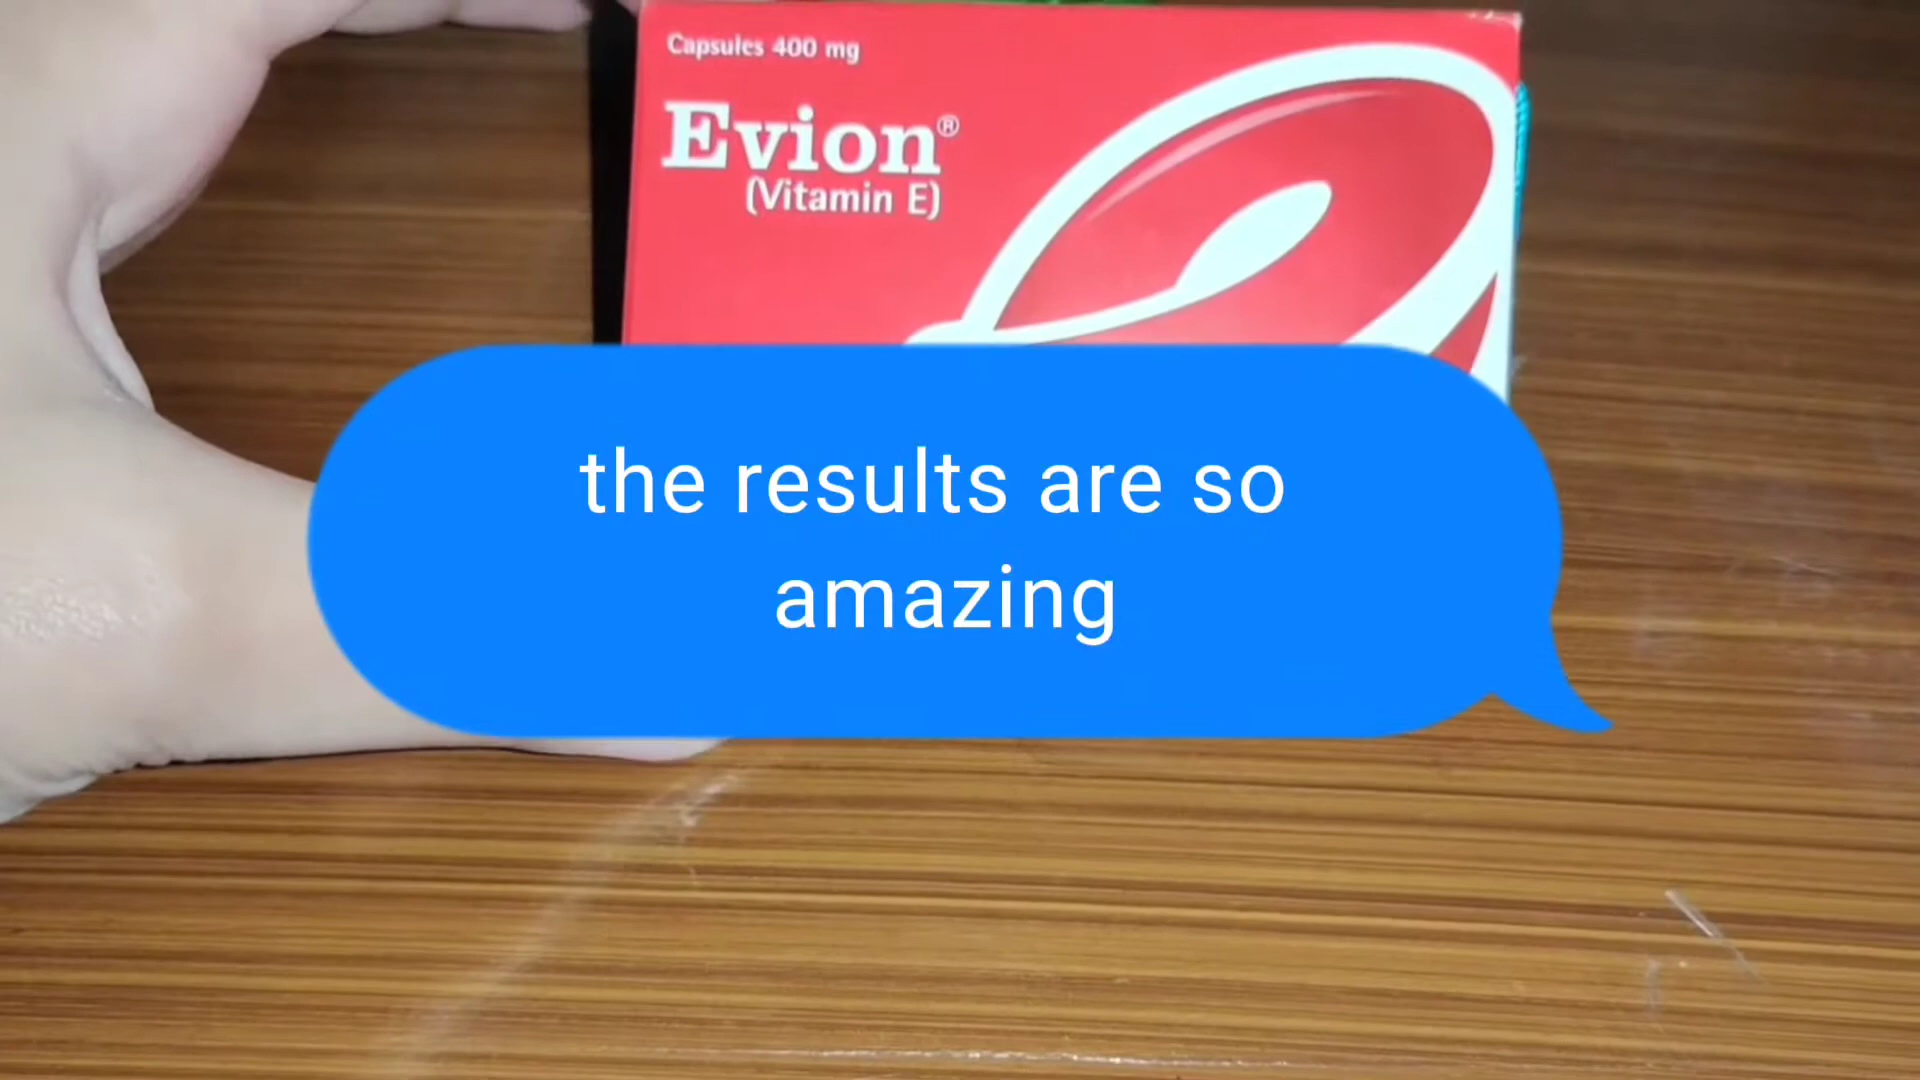 Capsules 400 mg
Evion®
(Vitamin E)
the results are so
amazing